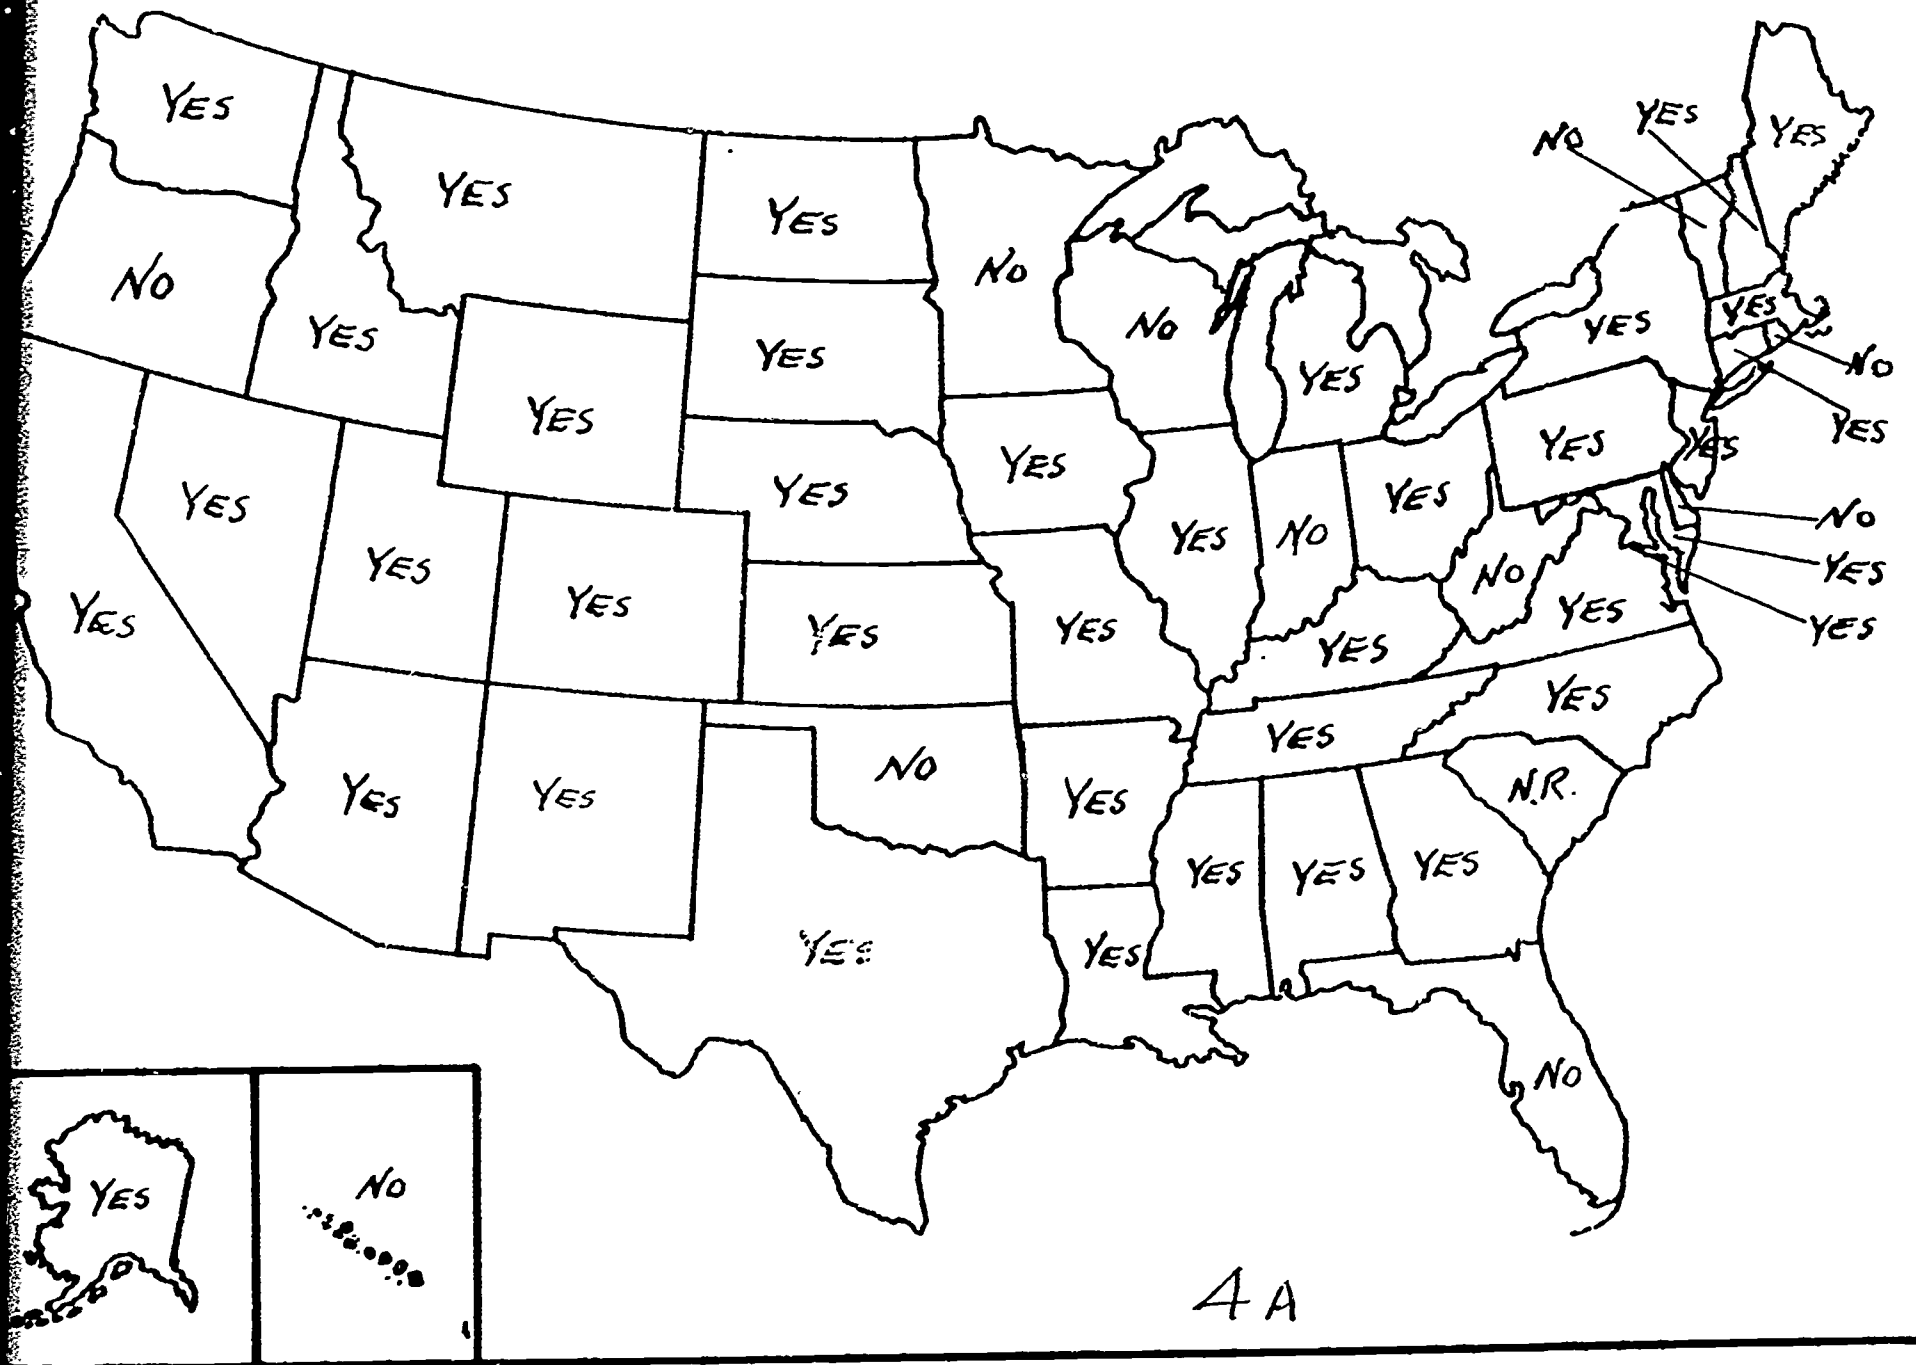 YES
YES
YES
NO
YES
YES
NO
YES
YES
NO
YES
NO
YES
YES
YES
NO
YES
YES
YES
YES
YES
YES
YES
YES
YES
YES
NO
YES
NO
YES
YES
YES
NO
YES
YES
YES
YES
YES
YES
YES
YES
YES
NO
YES
N.R.
YES
YES
YES
YES
YES
NO
YES
NO
4A